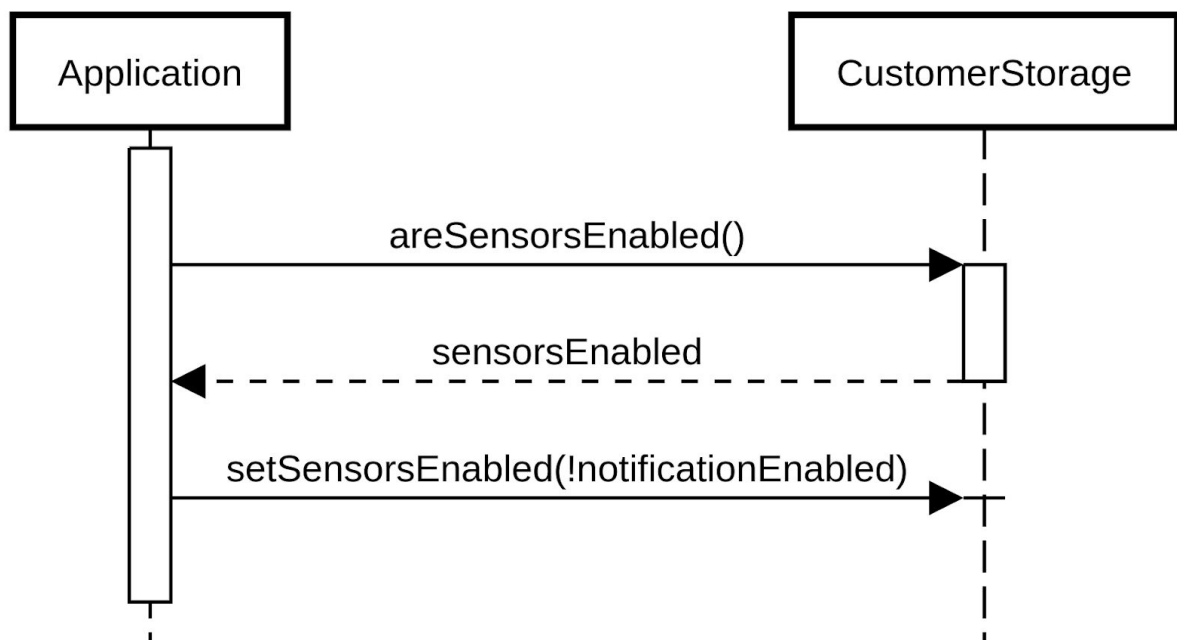 Application
CustomerStorage
areSensorsEnabled()
sensorsEnabled
setSensorsEnabled(!notificationEnabled)